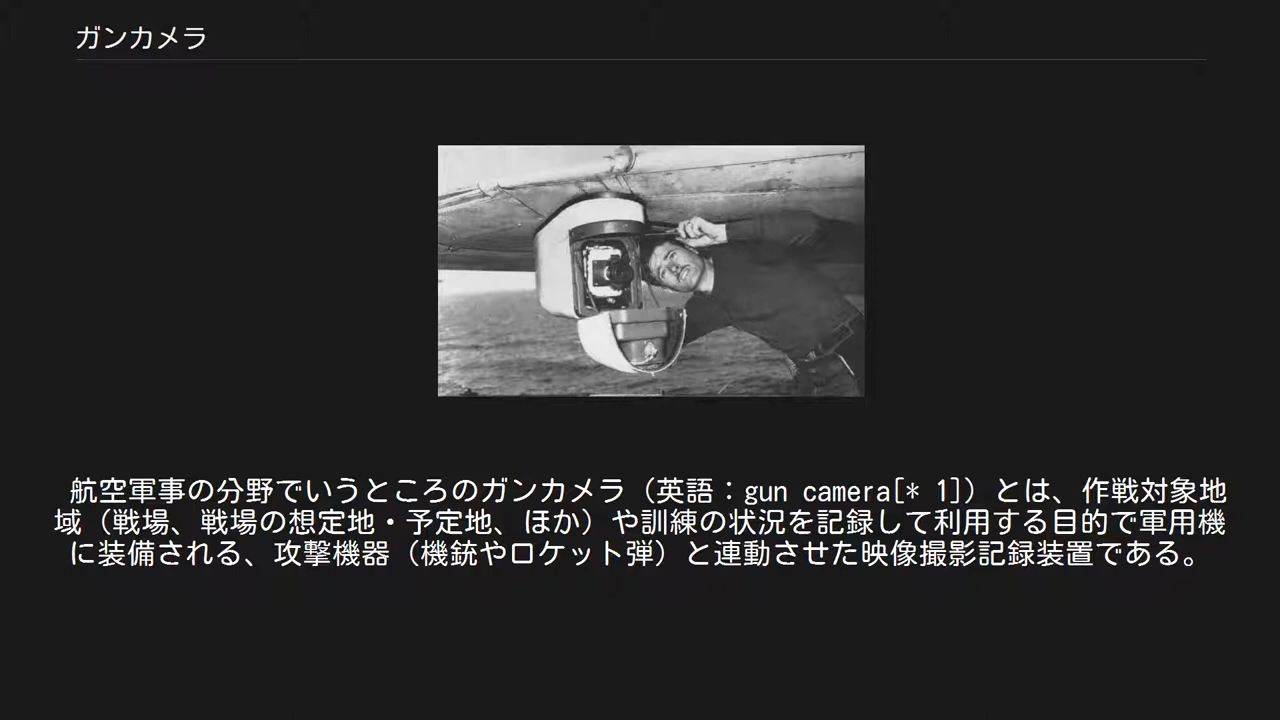 ガンカメラ
航空軍事の分野でいうところのガンカメラ（英語：gun camera[* 1]）とは、作戦対象地
域（戦場、戦場の想定地・予定地、ほか）や訓練の状況を記録して利用する目的で軍用機
に装備される、攻撃機器（機銃やロケット弾）と連動させた映像撮影記録装置である。